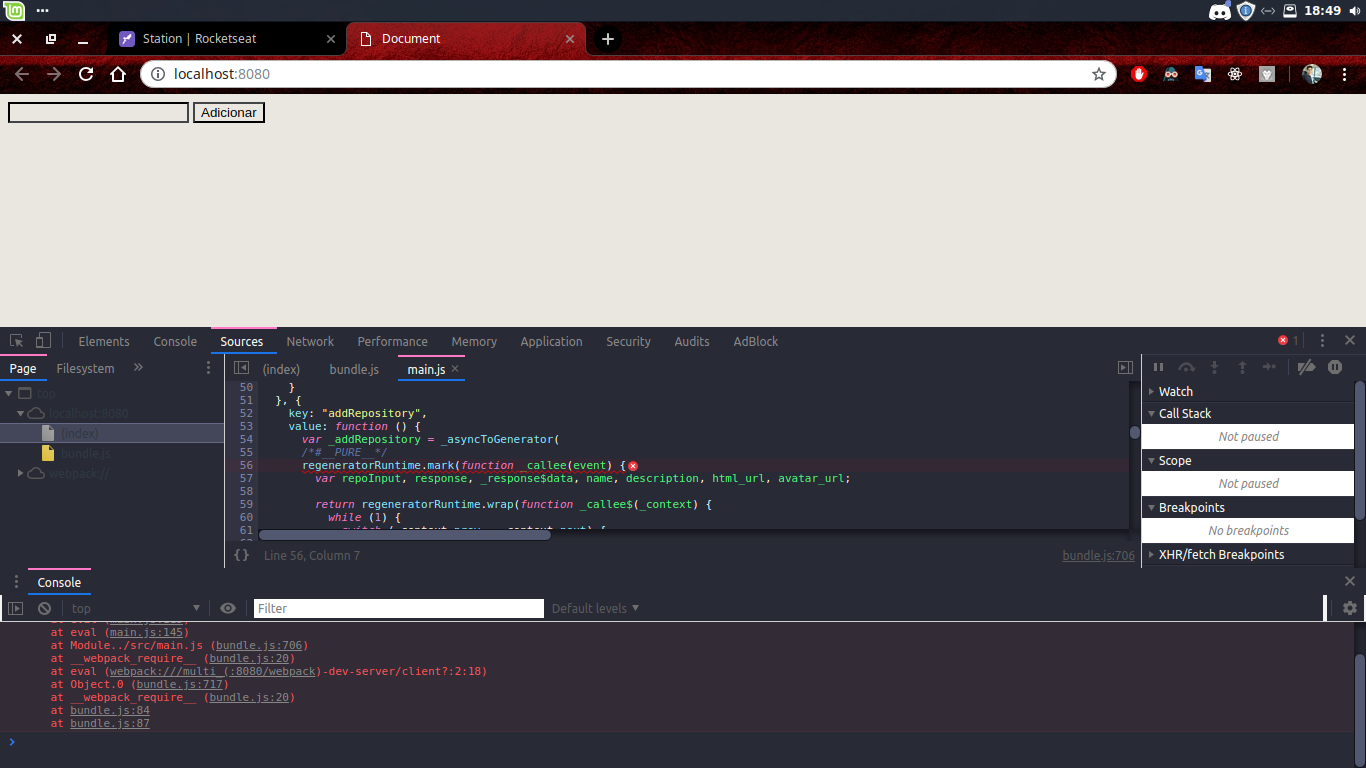 18:49
Station | Rocketseat
Document
localhost:8080
Adicionar
Elements Console Sources Network Performance Memory Application Security Audits AdBlock 1
Page Filesystem
(index) bundle.js main.js
top
localhost:8080
(index)
bundle.js
webpack://
50 }
51 }, {
52 key: "addRepository",
53 value: function () {
54 var _addRepository = _asyncToGenerator(
55 /*#__PURE__*/
56 regeneratorRuntime.mark(function _callee(event) {
57 var repoInput, response, _response$data, name, description, html_url, avatar_url;
58
59 return regeneratorRuntime.wrap(function _callee$(_context) {
60 while (1) {
61
{} Line 56, Column 7 bundle.js:706
Watch
Call Stack
Not paused
Scope
Not paused
Breakpoints
No breakpoints
XHR/fetch Breakpoints
Console
top Filter Default levels
at eval (main.js:145)
at Module../src/main.js (bundle.js:706)
at __webpack_require__ (bundle.js:20)
at eval (webpack:///multi_(:8080/webpack)-dev-server/client?:2:18)
at Object.0 (bundle.js:717)
at __webpack_require__ (bundle.js:20)
at bundle.js:84
at bundle.js:87